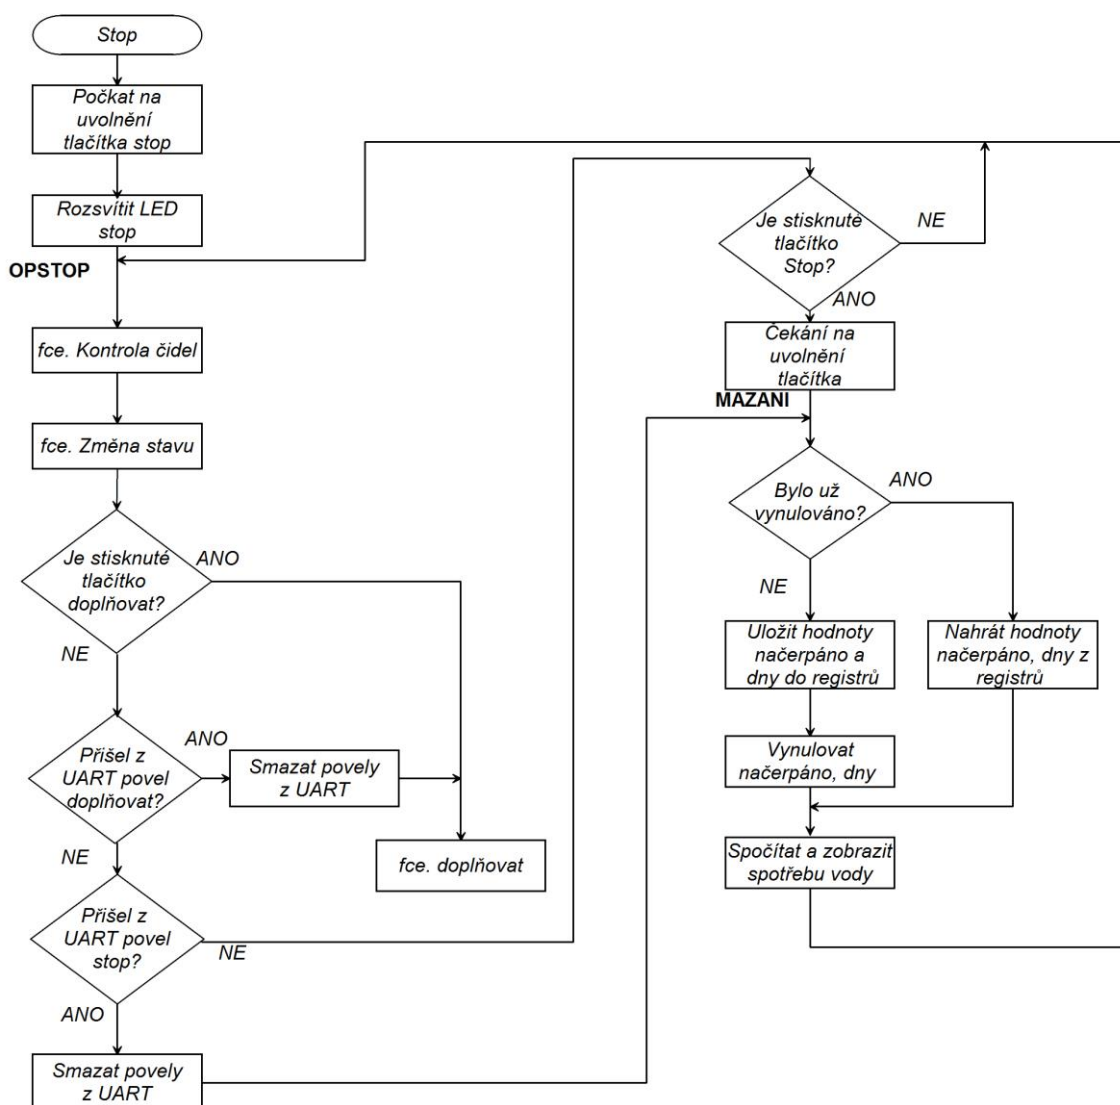 Stop
Počkat na
uvolnění
tlačítka stop
Rozsvítit LED
stop
OPSTOP
fce. Kontrola čidel
fce. Změna stavu
Je stisknuté
tlačítko
doplňovat?
ANO
NE
Přišel z
UART povel
doplňovat?
ANO
Smazat povely
z UART
fce. doplňovat
NE
Přišel z
UART povel
stop?
NE
ANO
Smazat povely
z UART
Je stisknuté
tlačítko
Stop?
NE
ANO
Čekání na
uvolnění
tlačítka
MAZANI
Bylo už
vynulováno?
ANO
NE
Uložit hodnoty
načerpáno a
dny do registrů
Nahrát hodnoty
načerpáno, dny z
registrů
Vynulovat
načerpáno, dny
Spočítat a zobrazit
spotřebu vody